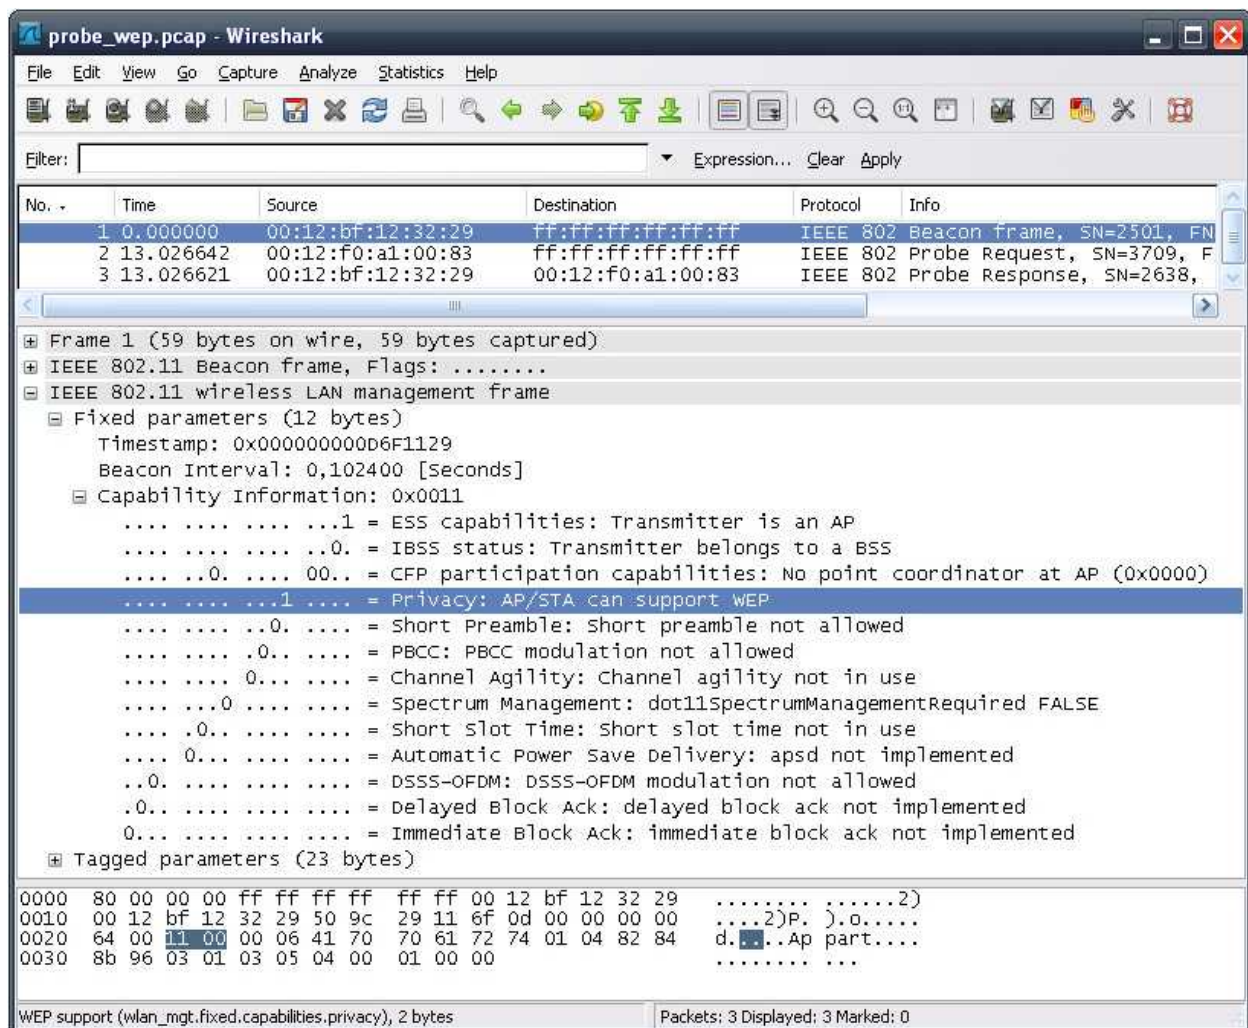 probe_wep.pcap - Wireshark
File Edit View Go Capture Analyze Statistics Help
Filter: Expression... Clear Apply
No. Time Source Destination Protocol Info
1 0.000000 00:12:bf:12:32:29 ff:ff:ff:ff:ff:ff IEEE 802 Beacon frame, SN=2501, FN
2 13.026642 00:12:f0:a1:00:83 ff:ff:ff:ff:ff:ff IEEE 802 Probe Request, SN=3709, F
3 13.026621 00:12:bf:12:32:29 00:12:f0:a1:00:83 IEEE 802 Probe Response, SN=2638,
Frame 1 (59 bytes on wire, 59 bytes captured)
IEEE 802.11 Beacon frame, Flags: ........
IEEE 802.11 wireless LAN management frame
Fixed parameters (12 bytes)
Timestamp: 0x000000000D6F1129
Beacon Interval: 0,102400 [Seconds]
Capability Information: 0x0011
.... .... .... ...1 = ESS capabilities: Transmitter is an AP
.... .... .... ..0. = IBSS status: Transmitter belongs to a BSS
.... ..0. .... 00.. = CFP participation capabilities: No point coordinator at AP (0x0000)
.... .... ...1 .... = Privacy: AP/STA can support WEP
.... .... ..0. .... = Short Preamble: Short preamble not allowed
.... .... .0.. .... = PBCC: PBCC modulation not allowed
.... .... 0... .... = Channel Agility: Channel agility not in use
.... ...0 .... .... = Spectrum Management: dot11SpectrumManagementRequired FALSE
.... .0.. .... .... = Short Slot Time: Short slot time not in use
.... 0... .... .... = Automatic Power Save Delivery: apsd not implemented
..0. .... .... .... = DSSS-OFDM: DSSS-OFDM modulation not allowed
.0.. .... .... .... = Delayed Block Ack: delayed block ack not implemented
0... .... .... .... = Immediate Block Ack: immediate block ack not implemented
Tagged parameters (23 bytes)
0000 80 00 00 00 ff ff ff ff ff ff 00 12 bf 12 32 29 ........ ......2)
0010 00 12 bf 12 32 29 50 9c 29 11 6f 0d 00 00 00 00 ....2)P. ).o.....
0020 64 00 11 00 00 06 41 70 70 61 72 74 01 04 82 84 d.....Ap part....
0030 8b 96 03 01 03 05 04 00 01 00 00 ........ ...
WEP support (wlan_mgt.fixed.capabilities.privacy), 2 bytes Packets: 3 Displayed: 3 Marked: 0